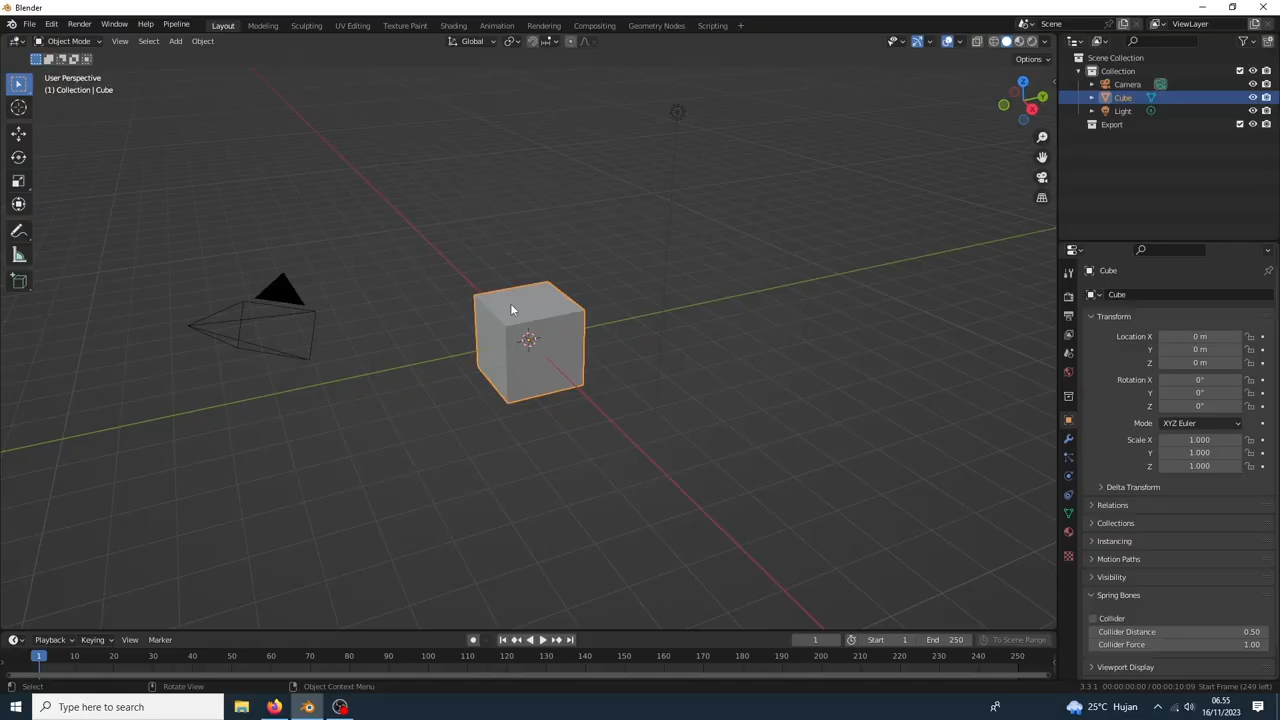 Blender
File Edit Render Window Help Pipeline Layout Modeling Sculpting UV Editing Texture Paint Shading Animation Rendering Compositing Geometry Nodes Scripting + Scene ViewLayer
Object Mode View Select Add Object Global
Options
User Perspective
(1) Collection | Cube
Z
Y
X
Scene Collection
Collection
Camera
Cube
Light
Export
Cube
Cube
Transform
Location X 0 m
Y 0 m
Z 0 m
Rotation X 0°
Y 0°
Z 0°
Mode XYZ Euler
Scale X 1.000
Y 1.000
Z 1.000
Delta Transform
Relations
Collections
Instancing
Motion Paths
Visibility
Spring Bones
Collider
Collider Distance 0.50
Collider Force 1.00
Viewport Display
Playback Keying View Marker 1 Start 1 End 250 To Scene Range
1 10 20 30 40 50 60 70 80 90 100 110 120 130 140 150 160 170 180 190 200 210 220 230 240 250
Select Rotate View Object Context Menu 3.3.1 00:00:00:00 / 00:00:10:09 Start Frame (249 left)
Type here to search 25°C Hujan 06.55
16/11/2023